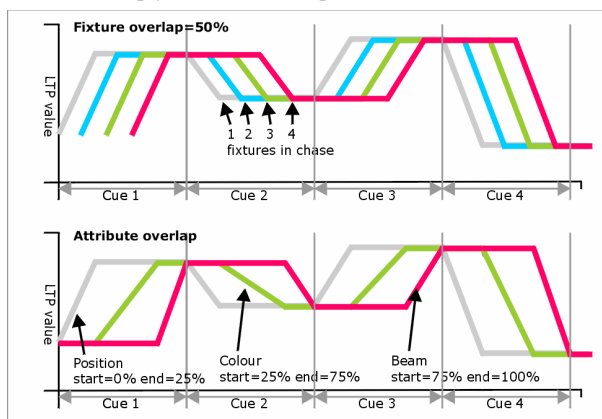 Fixture overlap=50%
LTP value
1 2 3 4
fixtures in chase
Cue 1 Cue 2 Cue 3 Cue 4
Attribute overlap
LTP value
Position
start=0% end=25%
Colour
start=25% end=75%
Beam
start=75% end=100%
Cue 1 Cue 2 Cue 3 Cue 4